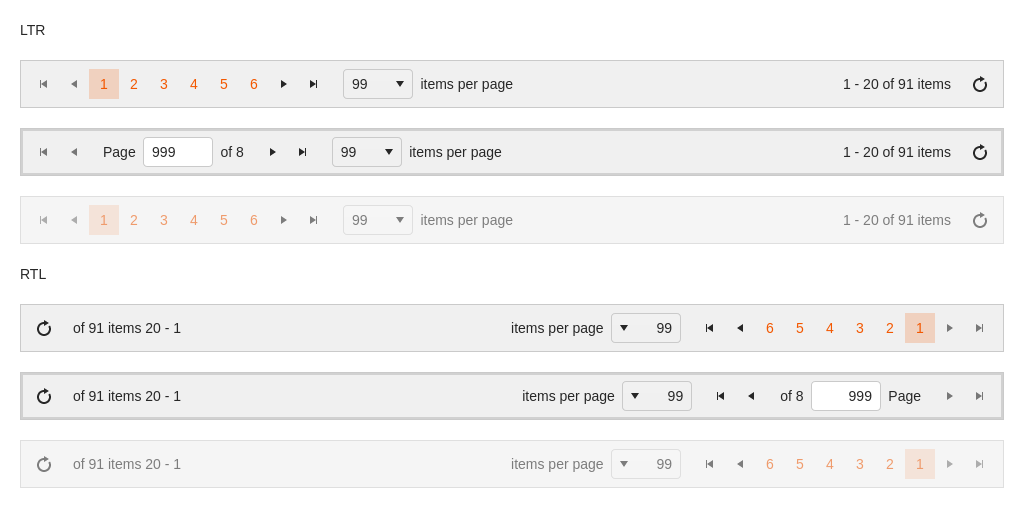 LTR
1 2 3 4 5 6 99 items per page 1 - 20 of 91 items
Page 999 of 8 99 items per page 1 - 20 of 91 items
1 2 3 4 5 6 99 items per page 1 - 20 of 91 items
RTL
of 91 items 20 - 1 items per page 99 6 5 4 3 2 1
of 91 items 20 - 1 items per page 99 of 8 999 Page
of 91 items 20 - 1 items per page 99 6 5 4 3 2 1